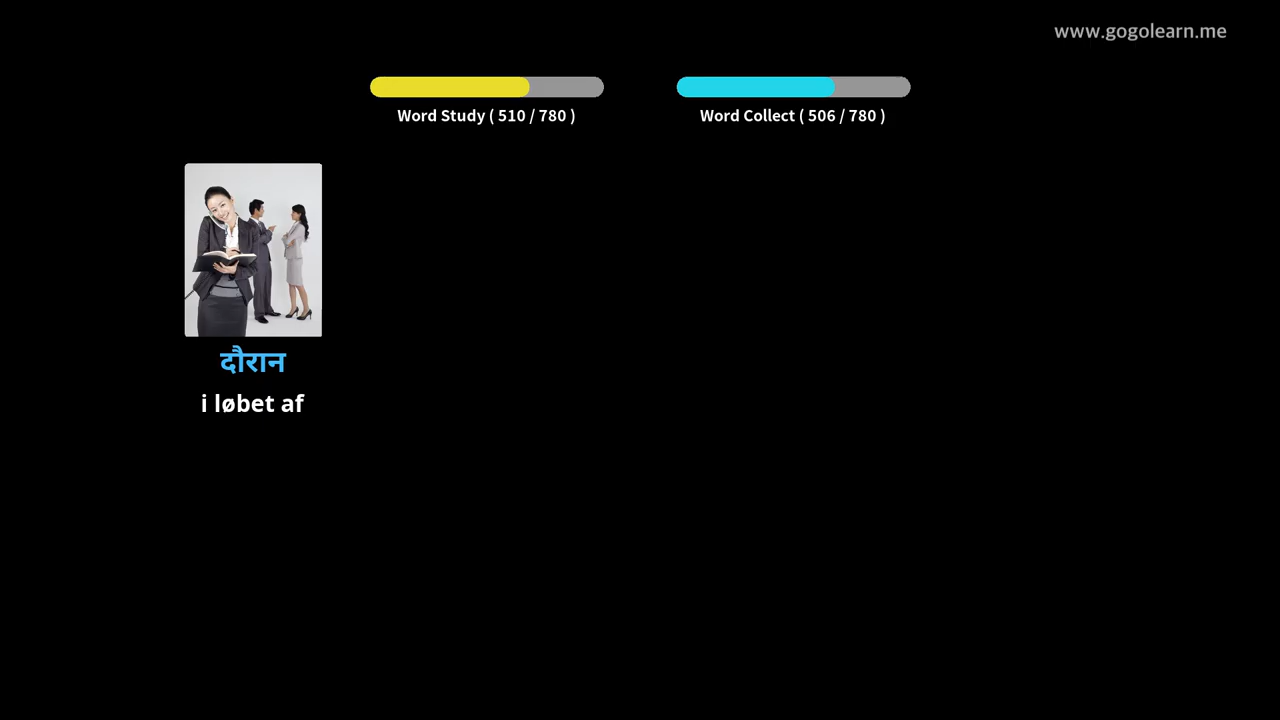 www.gogolearn.me
Word Study ( 510 / 780 )
Word Collect ( 506 / 780 )
दौरान
i løbet af